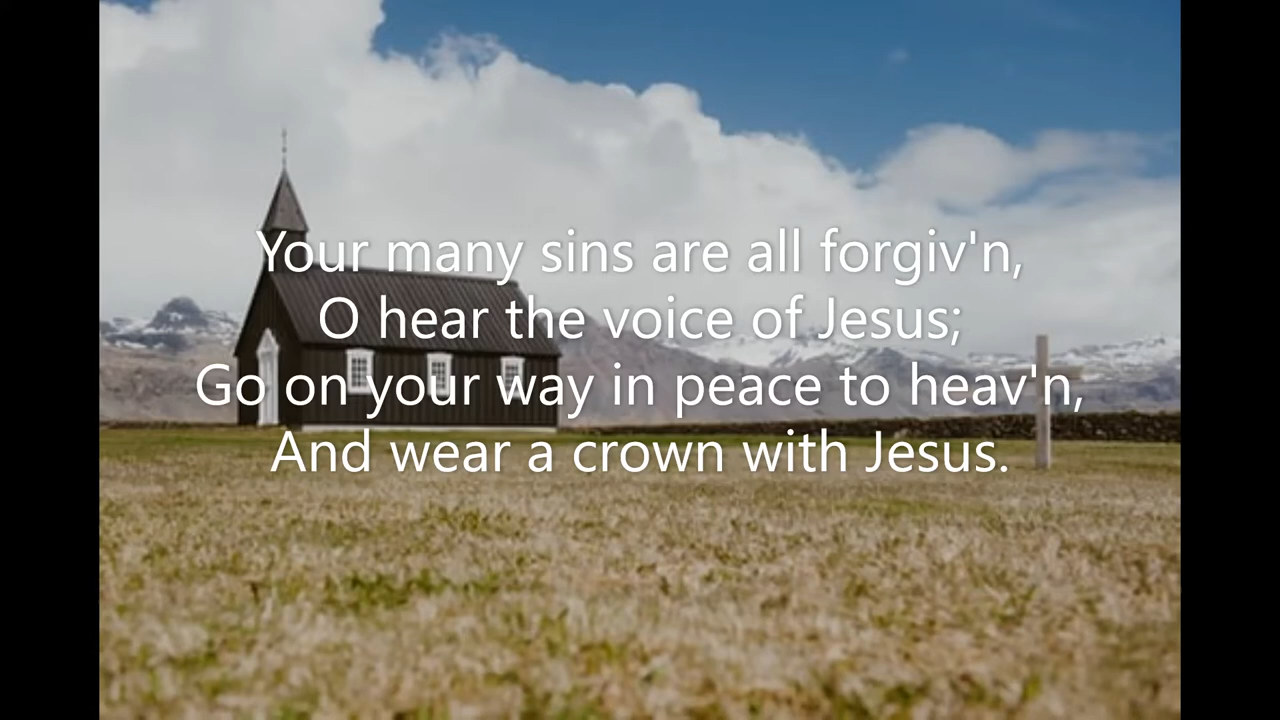 Your many sins are all forgiv'n,
O hear the voice of Jesus;
Go on your way in peace to heav'n,
And wear a crown with Jesus.